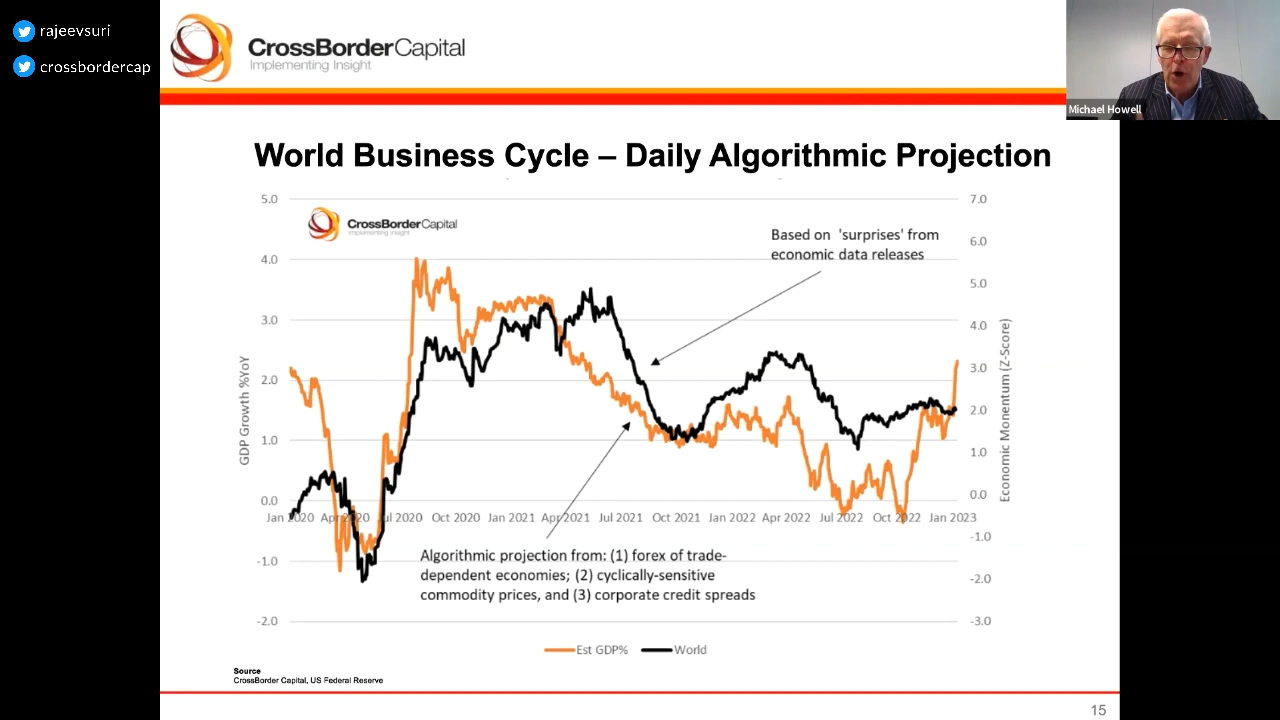 rajeevsuri
crossbordercap
CrossBorderCapital
Implementing Insight
Michael Howell
World Business Cycle – Daily Algorithmic Projection
5.0
4.0
3.0
2.0
1.0
0.0
-1.0
-2.0
GDP Growth %YoY
CrossBorderCapital
Implementing Insight
Based on 'surprises' from
economic data releases
7.0
6.0
5.0
4.0
3.0
2.0
1.0
0.0
-1.0
-2.0
-3.0
Economic Momentum (Z-Score)
Jan 2020 Apr 2020 Jul 2020 Oct 2020 Jan 2021 Apr 2021 Jul 2021 Oct 2021 Jan 2022 Apr 2022 Jul 2022 Oct 2022 Jan 2023
Algorithmic projection from: (1) forex of trade-
dependent economies; (2) cyclically-sensitive
commodity prices, and (3) corporate credit spreads
Est GDP% World
Source
CrossBorder Capital, US Federal Reserve
15